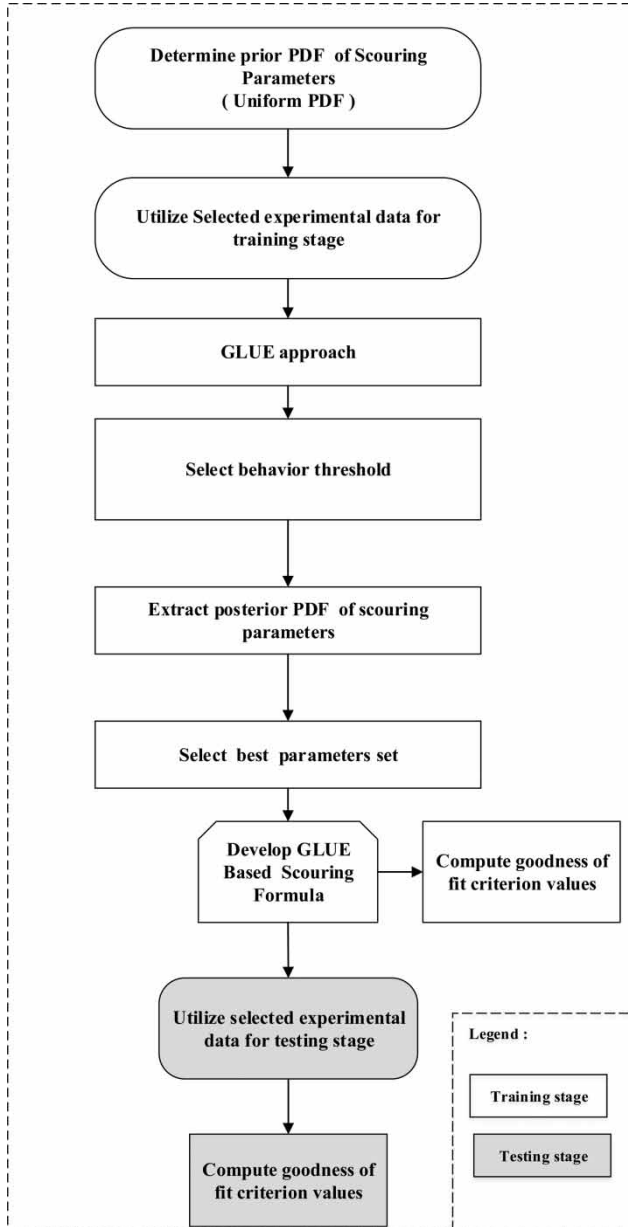 Determine prior PDF of Scouring
Parameters
( Uniform PDF )
Utilize Selected experimental data for
training stage
GLUE approach
Select behavior threshold
Extract posterior PDF of scouring
parameters
Select best parameters set
Develop GLUE
Based Scouring
Formula
Compute goodness of
fit criterion values
Utilize selected experimental
data for testing stage
Compute goodness of
fit criterion values
Legend :
Training stage
Testing stage